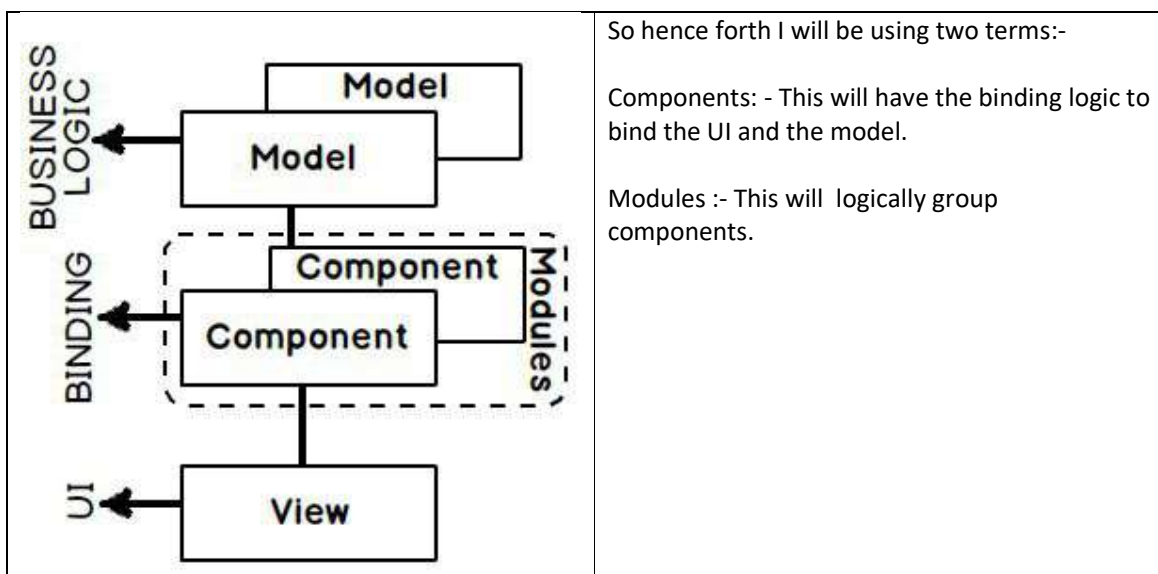 BUSINESS
LOGIC
Model
Model
BINDING
Component
Component
Modules
UI
View
So hence forth I will be using two terms:-
Components: - This will have the binding logic to
bind the UI and the model.
Modules :- This will  logically group
components.